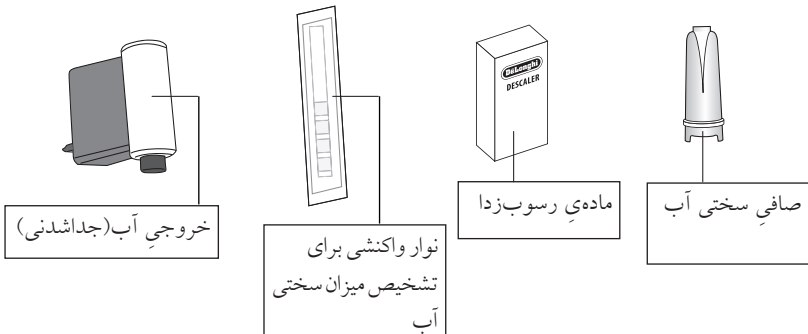 DeLonghi
DESCALER
صافیِ سختی آب
ماده‌یِ رسوب‌زدا
نوار واکنشی برای
تشخیص میزان سختی
آب
خروجیِ آب(جداشدنی)